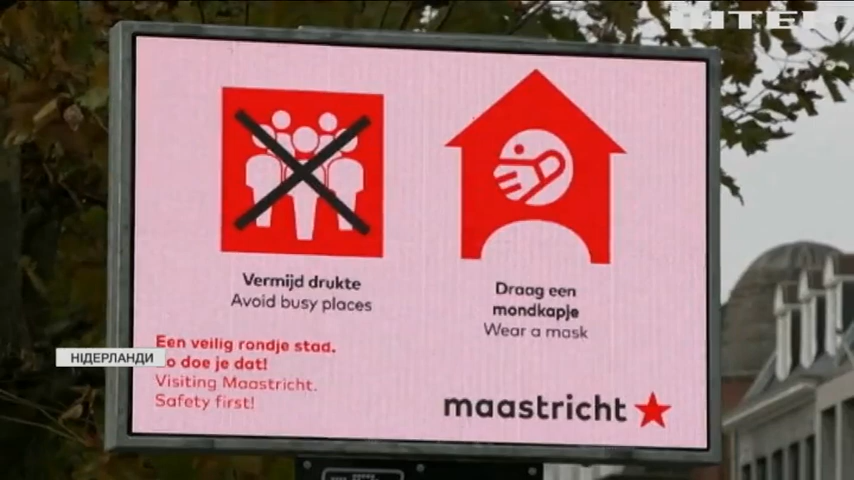 ІНТЕР
Vermijd drukte
Avoid busy places
Draag een
mondkapje
Wear a mask
Een veilig rondje stad.
o doe je dat!
Visiting Maastricht.
Safety first!
maastricht
НІДЕРЛАНДИ